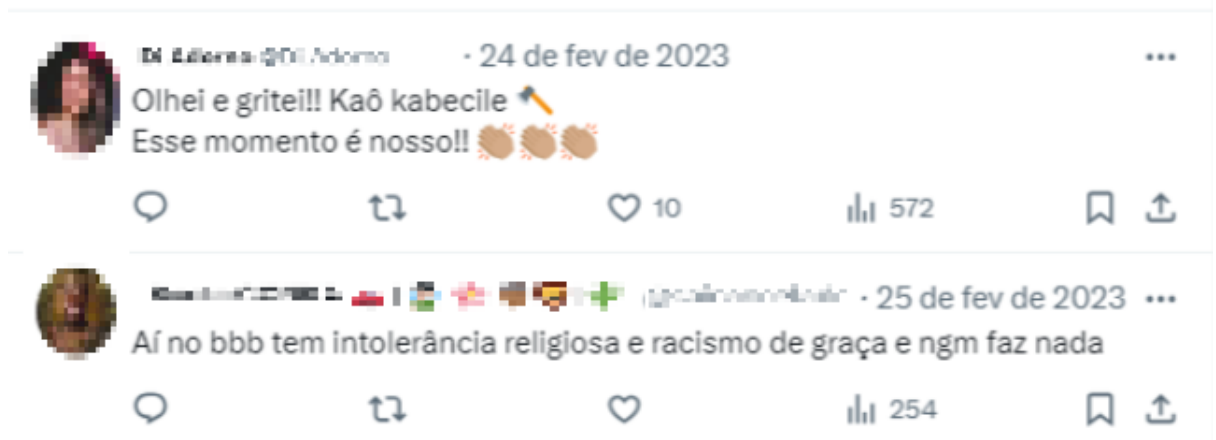 · 24 de fev de 2023
Olhei e gritei!! Kaô kabecile 🪓
Esse momento é nosso!! 👏🏽👏🏽👏🏽
10 572
· 25 de fev de 2023
Aí no bbb tem intolerância religiosa e racismo de graça e ngm faz nada
254